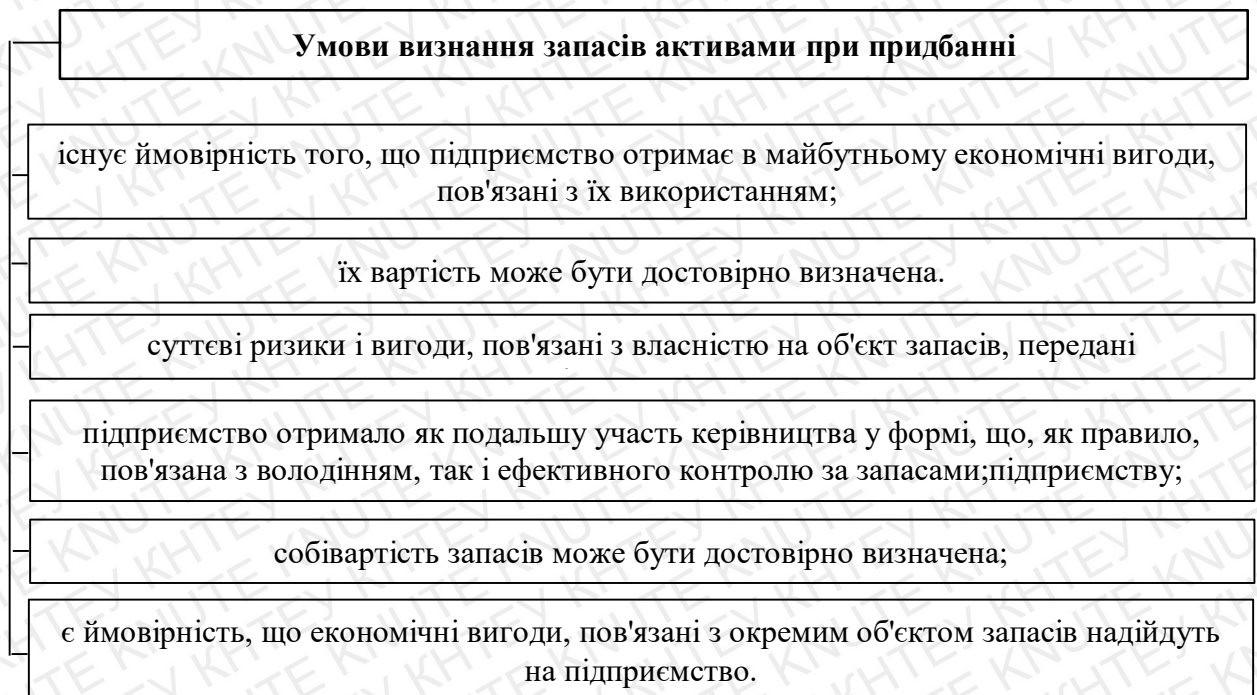 Умови визнання запасів активами при придбанні
існує ймовірність того, що підприємство отримає в майбутньому економічні вигоди,
пов'язані з їх використанням;
їх вартість може бути достовірно визначена.
суттєві ризики і вигоди, пов'язані з власністю на об'єкт запасів, передані
підприємство отримало як подальшу участь керівництва у формі, що, як правило,
пов'язана з володінням, так і ефективного контролю за запасами;підприємству;
собівартість запасів може бути достовірно визначена;
є ймовірність, що економічні вигоди, пов'язані з окремим об'єктом запасів надійдуть
на підприємство.